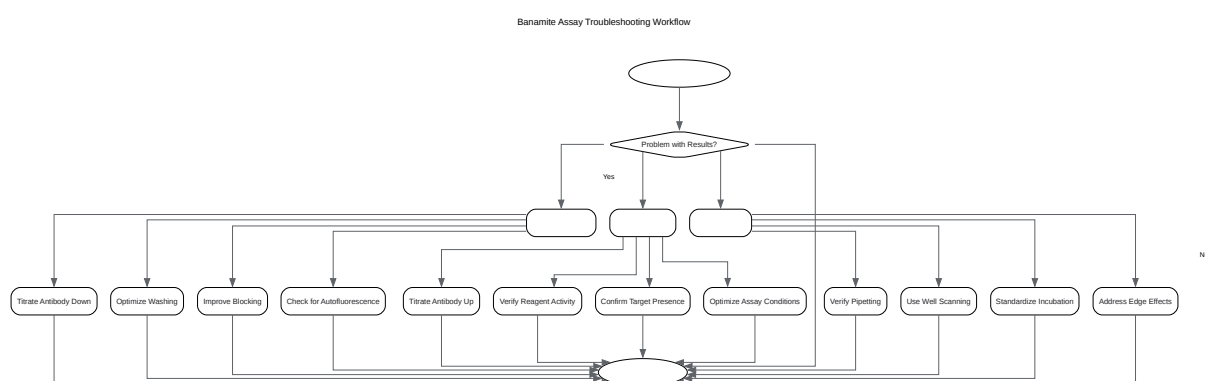 Banamite Assay Troubleshooting Workflow
Problem with Results?
Yes
N
Titrate Antibody Down
Optimize Washing
Improve Blocking
Check for Autofluorescence
Titrate Antibody Up
Verify Reagent Activity
Confirm Target Presence
Optimize Assay Conditions
Verify Pipetting
Use Well Scanning
Standardize Incubation
Address Edge Effects